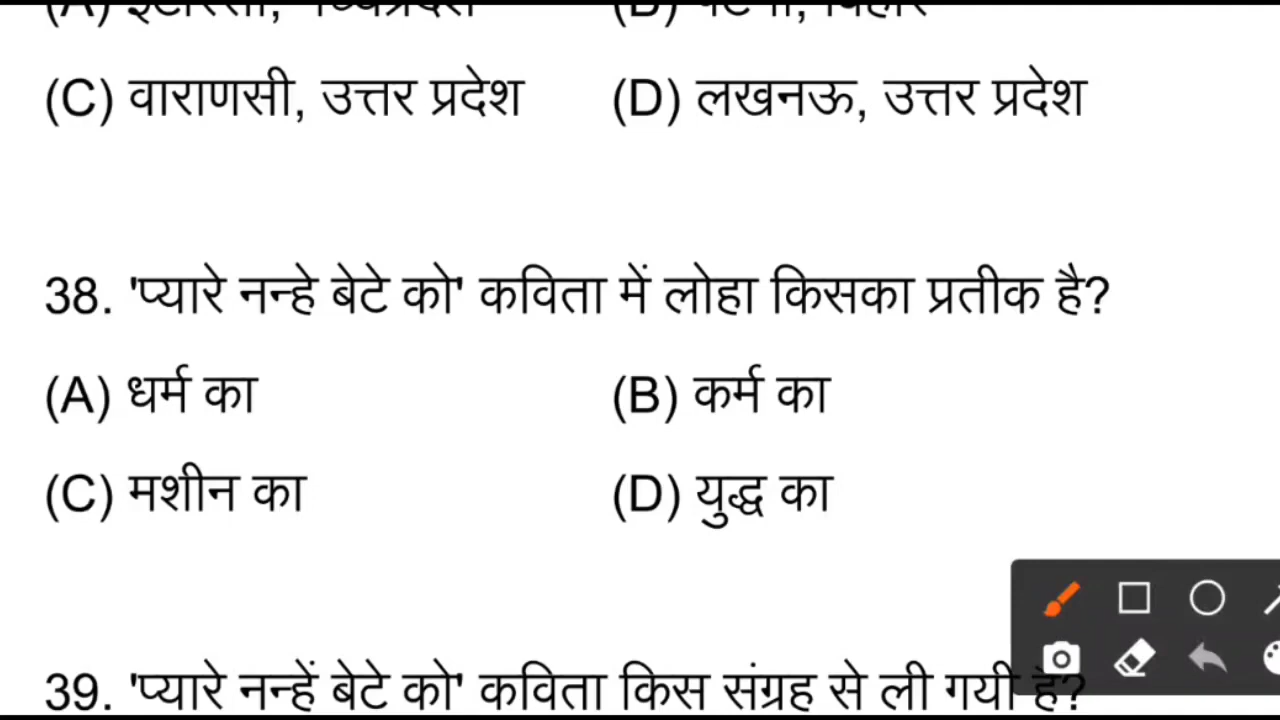 (C) वाराणसी, उत्तर प्रदेश (D) लखनऊ, उत्तर प्रदेश
38. 'प्यारे नन्हे बेटे को' कविता में लोहा किसका प्रतीक है?
(A) धर्म का (B) कर्म का
(C) मशीन का (D) युद्ध का
39. 'प्यारे नन्हें बेटे को' कविता किस संग्रह से ली गयी है?